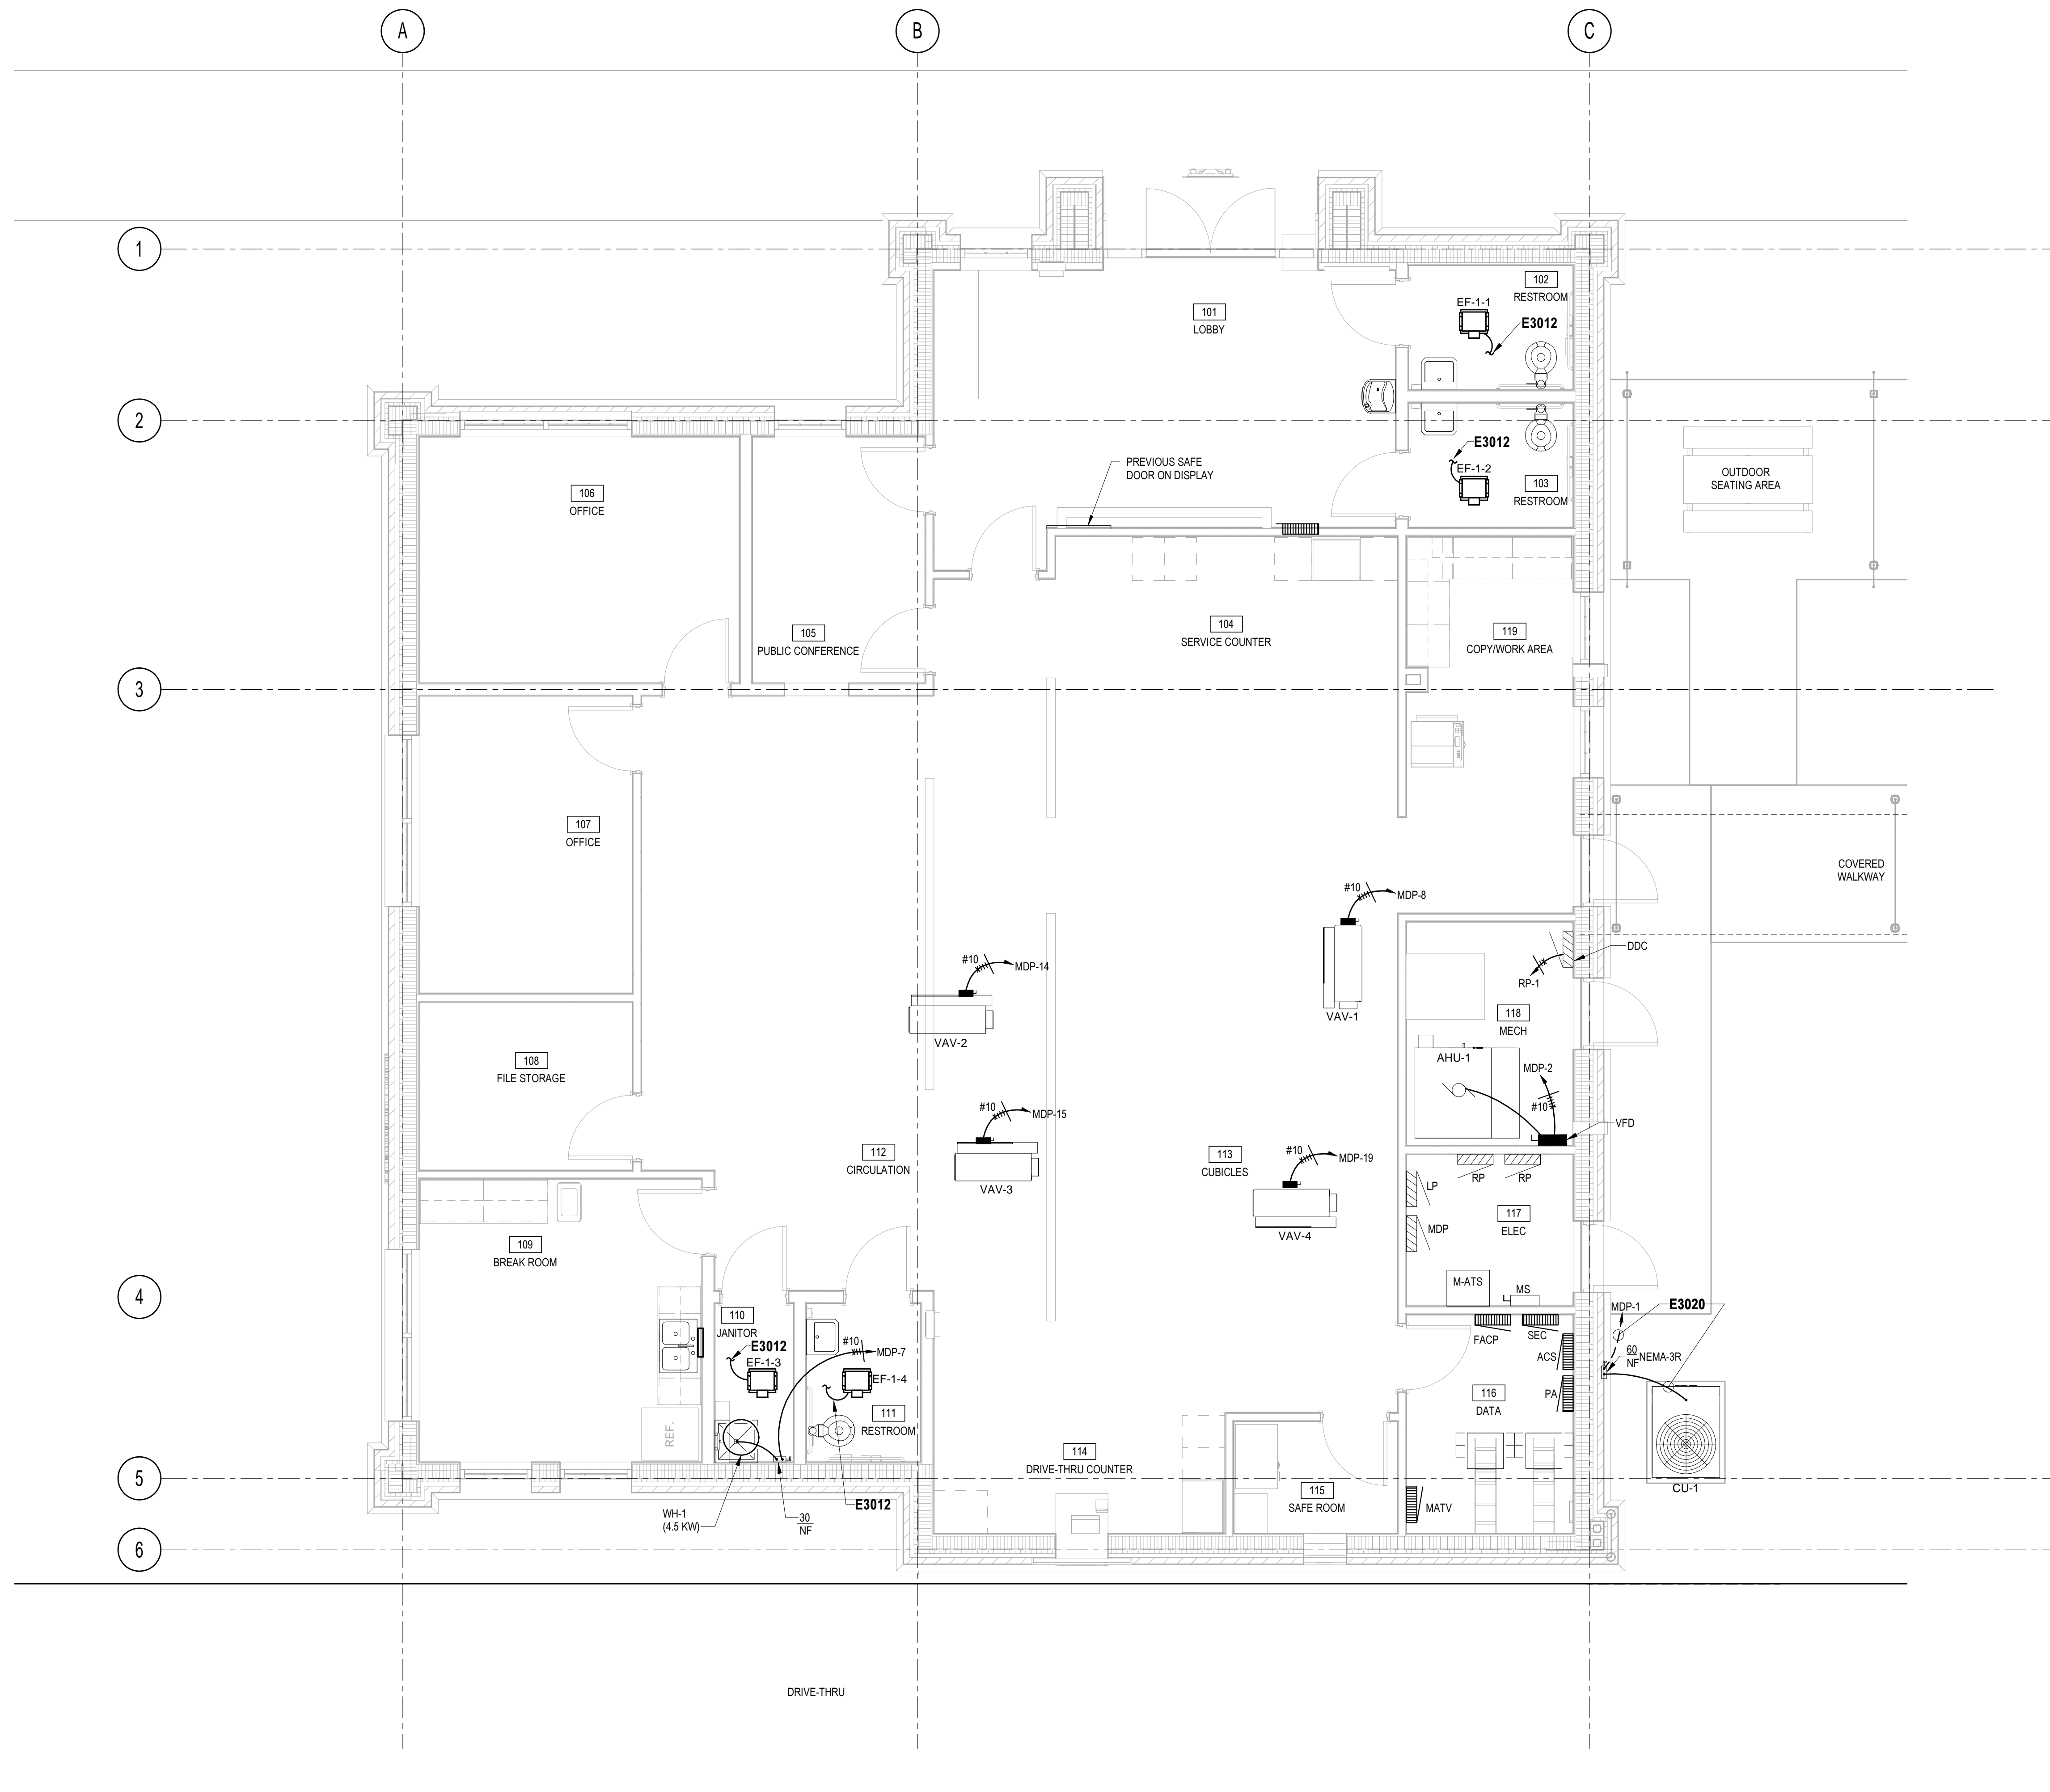 A
B
C
1
102
RESTROOM
EF-1-1
E3012
101
LOBBY
2
E3012
EF-1-2
103
RESTROOM
PREVIOUS SAFE
DOOR ON DISPLAY
OUTDOOR
SEATING AREA
106
OFFICE
105
PUBLIC CONFERENCE
104
SERVICE COUNTER
119
COPY/WORK AREA
3
107
OFFICE
COVERED
WALKWAY
#10
MDP-8
VAV-1
#10
MDP-14
VAV-2
DDC
RP-1
118
MECH
AHU-1
MDP-2
#10
VFD
108
FILE STORAGE
#10
MDP-15
VAV-3
112
CIRCULATION
113
CUBICLES
#10
MDP-19
VAV-4
LP
RP
RP
MDP
117
ELEC
M-ATS
MS
109
BREAK ROOM
4
110
JANITOR
E3012
EF-1-3
#10
MDP-7
EF-1-4
111
RESTROOM
REF.
MDP-1
E3020
60
NF
NEMA-3R
FACP
SEC
ACS
PA
116
DATA
MATV
CU-1
114
DRIVE-THRU COUNTER
115
SAFE ROOM
5
WH-1
(4.5 KW)
30
NF
E3012
6
DRIVE-THRU